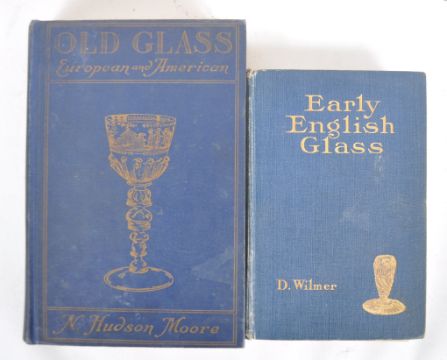 OLD GLASS
European and American
N. Hudson Moore
Early
English
Glass
D. Wilmer